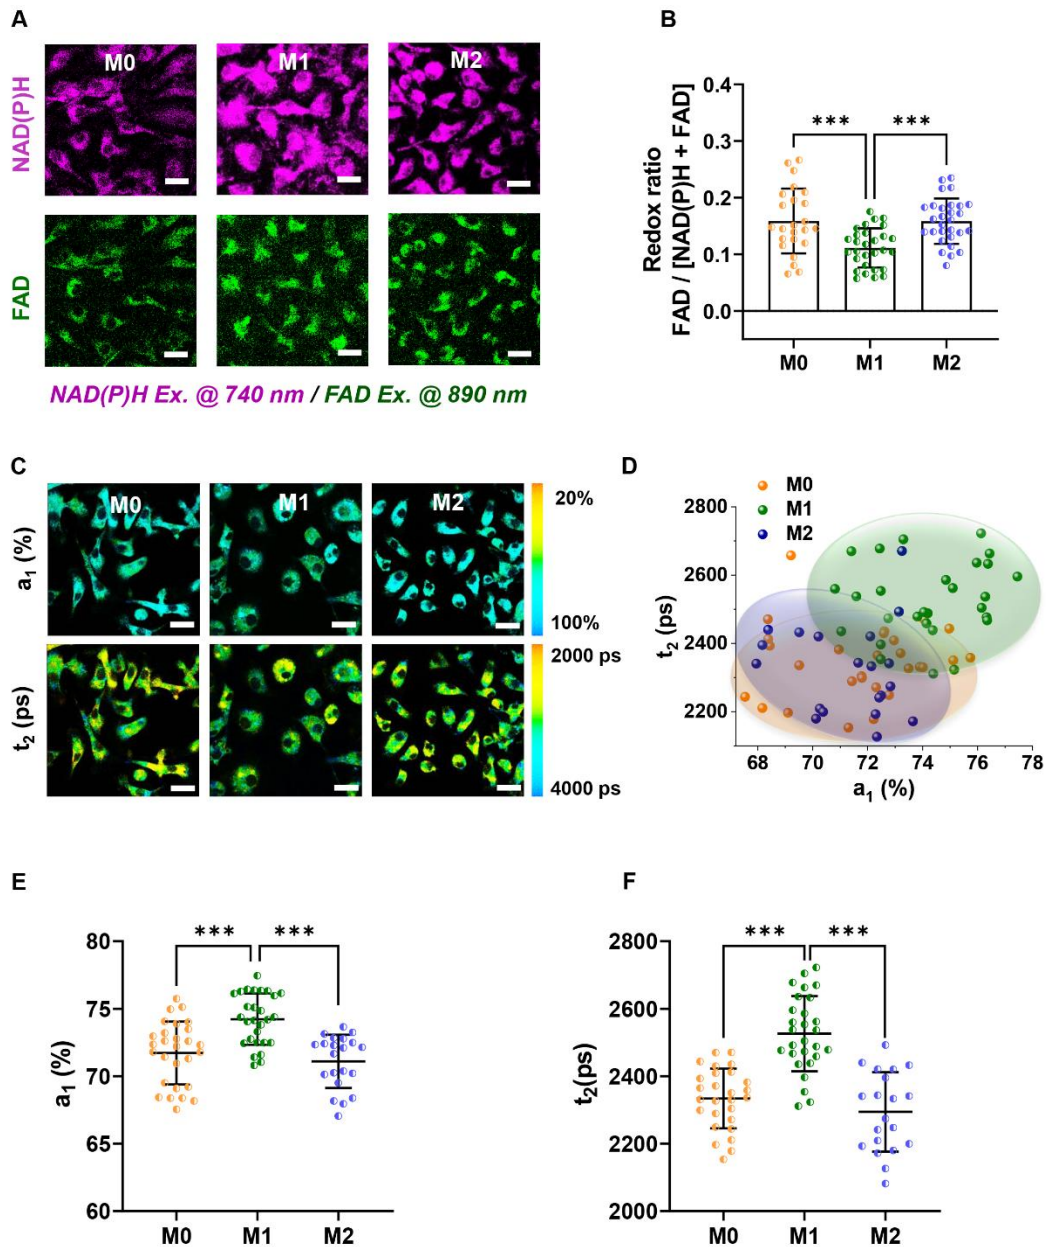 A
M0
M1
M2
NAD(P)H
FAD
NAD(P)H Ex. @ 740 nm / FAD Ex. @ 890 nm
B
Redox ratio
FAD / [NAD(P)H + FAD]
0.4
0.3
0.2
0.1
0.0
***
***
M0
M1
M2
C
M0
M1
M2
a₁ (%)
20%
100%
t₂ (ps)
2000 ps
4000 ps
D
M0
M1
M2
t₂ (ps)
2800
2600
2400
2200
68 70 72 74 76 78
a₁ (%)
E
a₁ (%)
80
75
70
65
60
***
***
M0
M1
M2
F
t₂(ps)
2800
2600
2400
2200
2000
***
***
M0
M1
M2